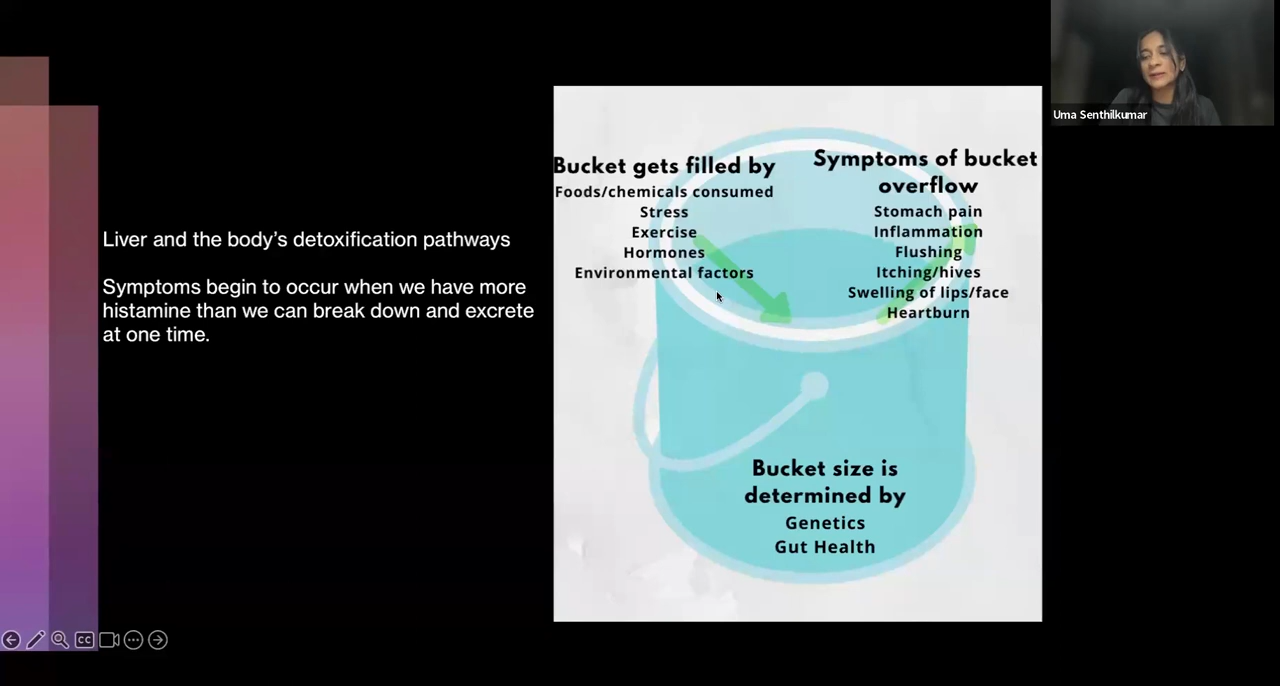 Liver and the body's detoxification pathways
Symptoms begin to occur when we have more
histamine than we can break down and excrete
at one time.
Bucket gets filled by
Foods/chemicals consumed
Stress
Exercise
Hormones
Environmental factors
Symptoms of bucket
overflow
Stomach pain
Inflammation
Flushing
Itching/hives
Swelling of lips/face
Heartburn
Bucket size is
determined by
Genetics
Gut Health
Uma Senthilkumar
CC